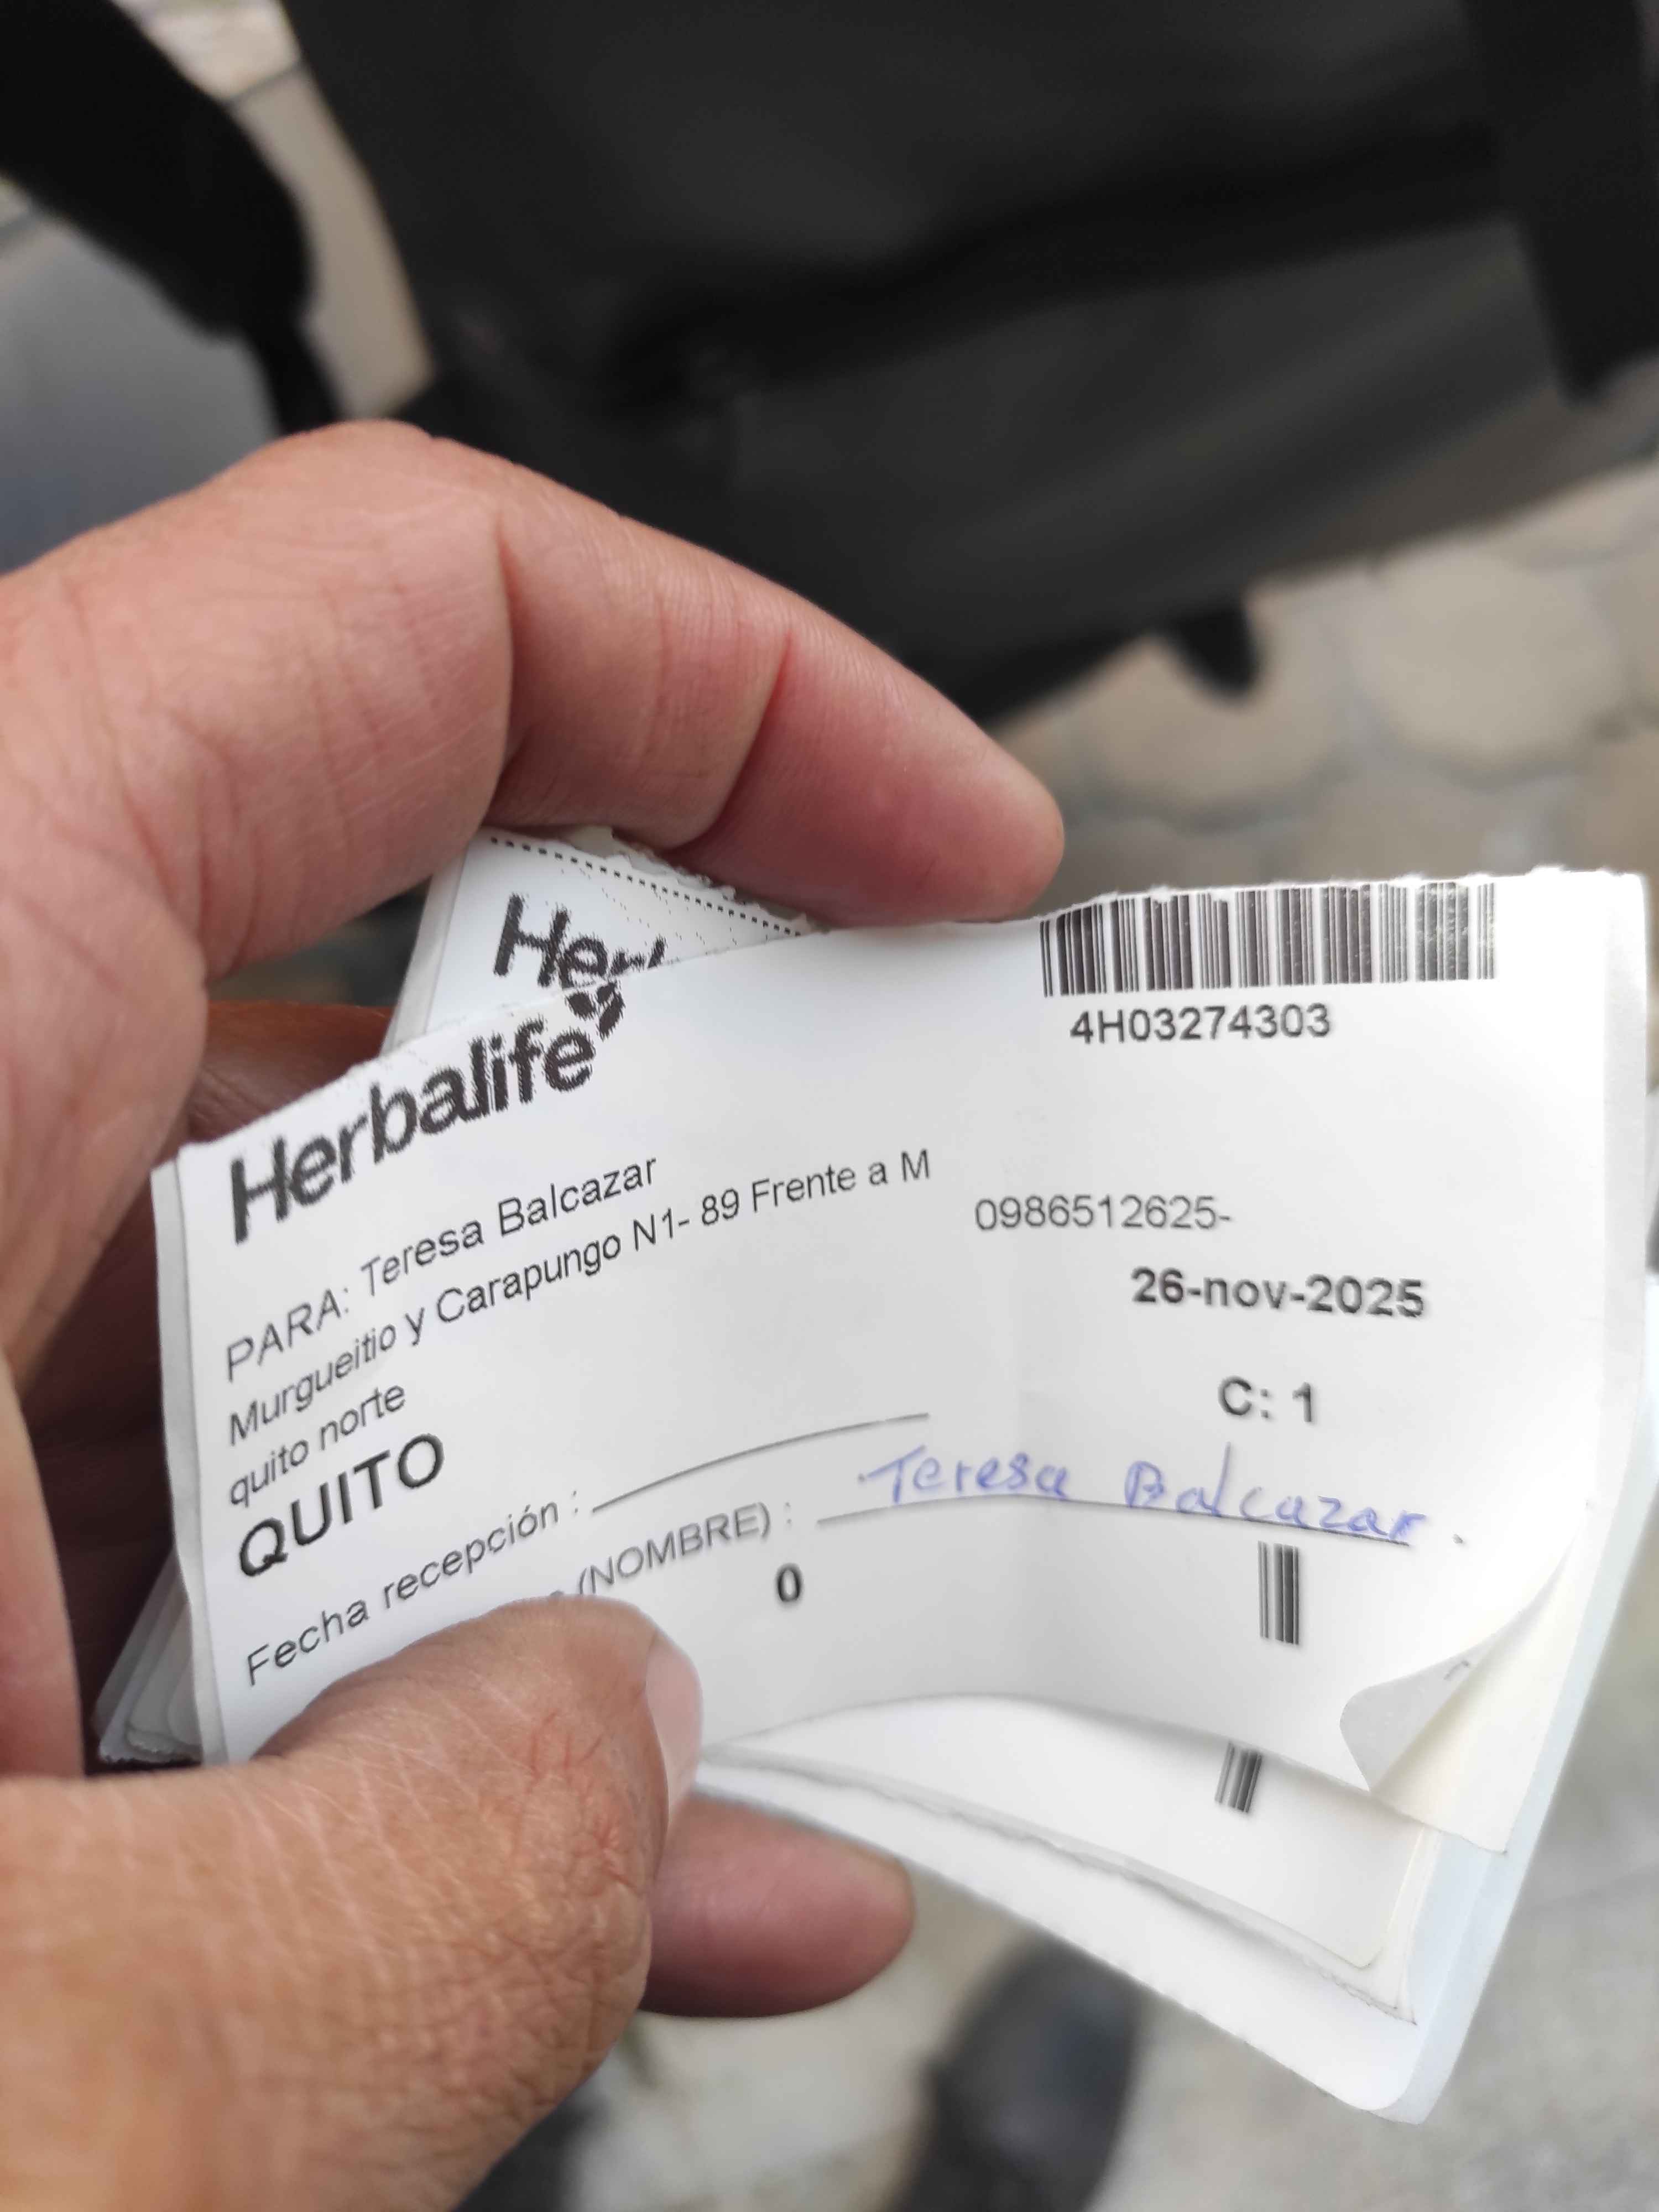 Her
Herbalife
4H03274303
PARA: Teresa Balcazar
Murgueitio y Carapungo N1- 89 Frente a M
0986512625-
quito norte
26-nov-2025
QUITO
C: 1
Fecha recepción :
(NOMBRE) : Teresa Balcazar.
0